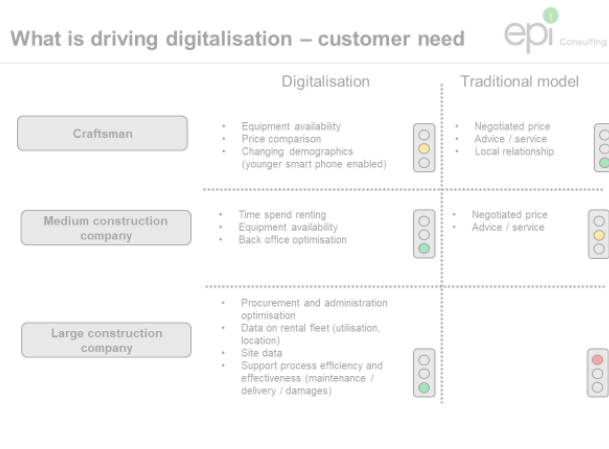 What is driving digitalisation – customer need
epi Consulting
Digitalisation
Traditional model
Craftsman
• Equipment availability
• Price comparison
• Changing demographics
(younger smart phone enabled)
• Negotiated price
• Advice / service
• Local relationship
Medium construction
company
• Time spend renting
• Equipment availability
• Back office optimisation
• Negotiated price
• Advice / service
Large construction
company
• Procurement and administration
optimisation
• Data on rental fleet (utilisation,
location)
• Site data
• Support process efficiency and
effectiveness (maintenance /
delivery / damages)